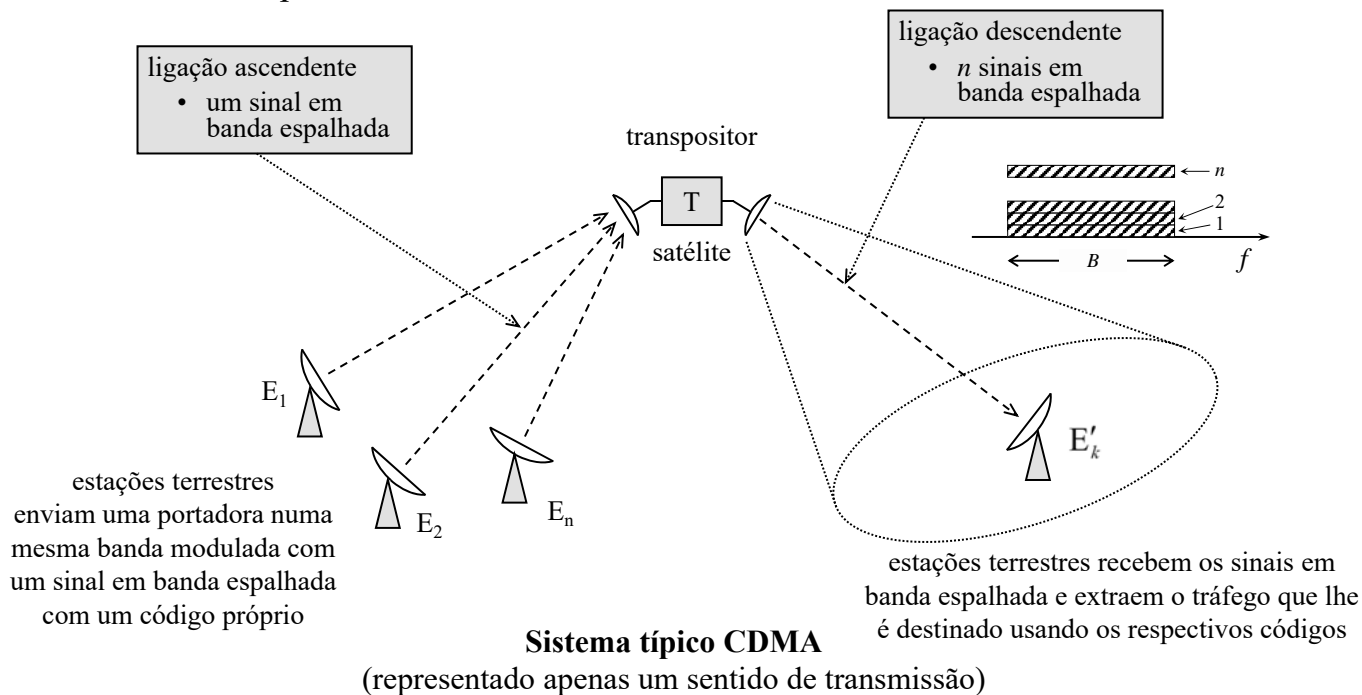 ligação ascendente
• um sinal em
banda espalhada
ligação descendente
• n sinais em
banda espalhada
transpositor
T
satélite
n
2
1
B
f
E1
E2
En
E′k
estações terrestres
enviam uma portadora numa
mesma banda modulada com
um sinal em banda espalhada
com um código próprio
estações terrestres recebem os sinais em
banda espalhada e extraem o tráfego que lhe
é destinado usando os respectivos códigos
Sistema típico CDMA
(representado apenas um sentido de transmissão)